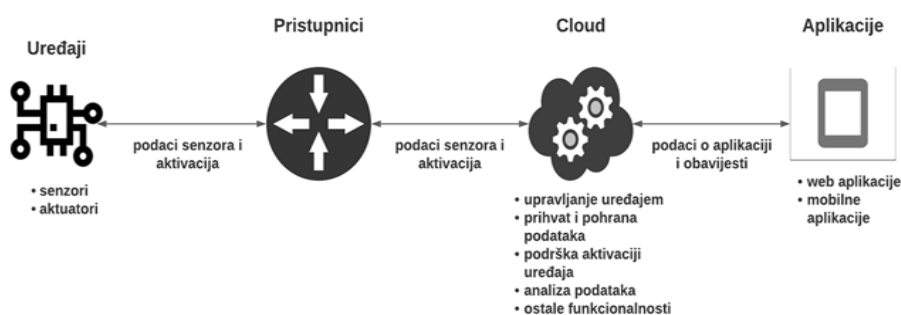 Uređaji
Pristupnici
Cloud
Aplikacije
podaci senzora i
aktivacija
podaci senzora i
aktivacija
podaci o aplikaciji
i obavijesti
• senzori
• aktuatori
• upravljanje uređajem
• prihvat i pohrana
podataka
• podrška aktivaciji
uređaja
• analiza podataka
• ostale funkcionalnosti
• web aplikacije
• mobilne
aplikacije